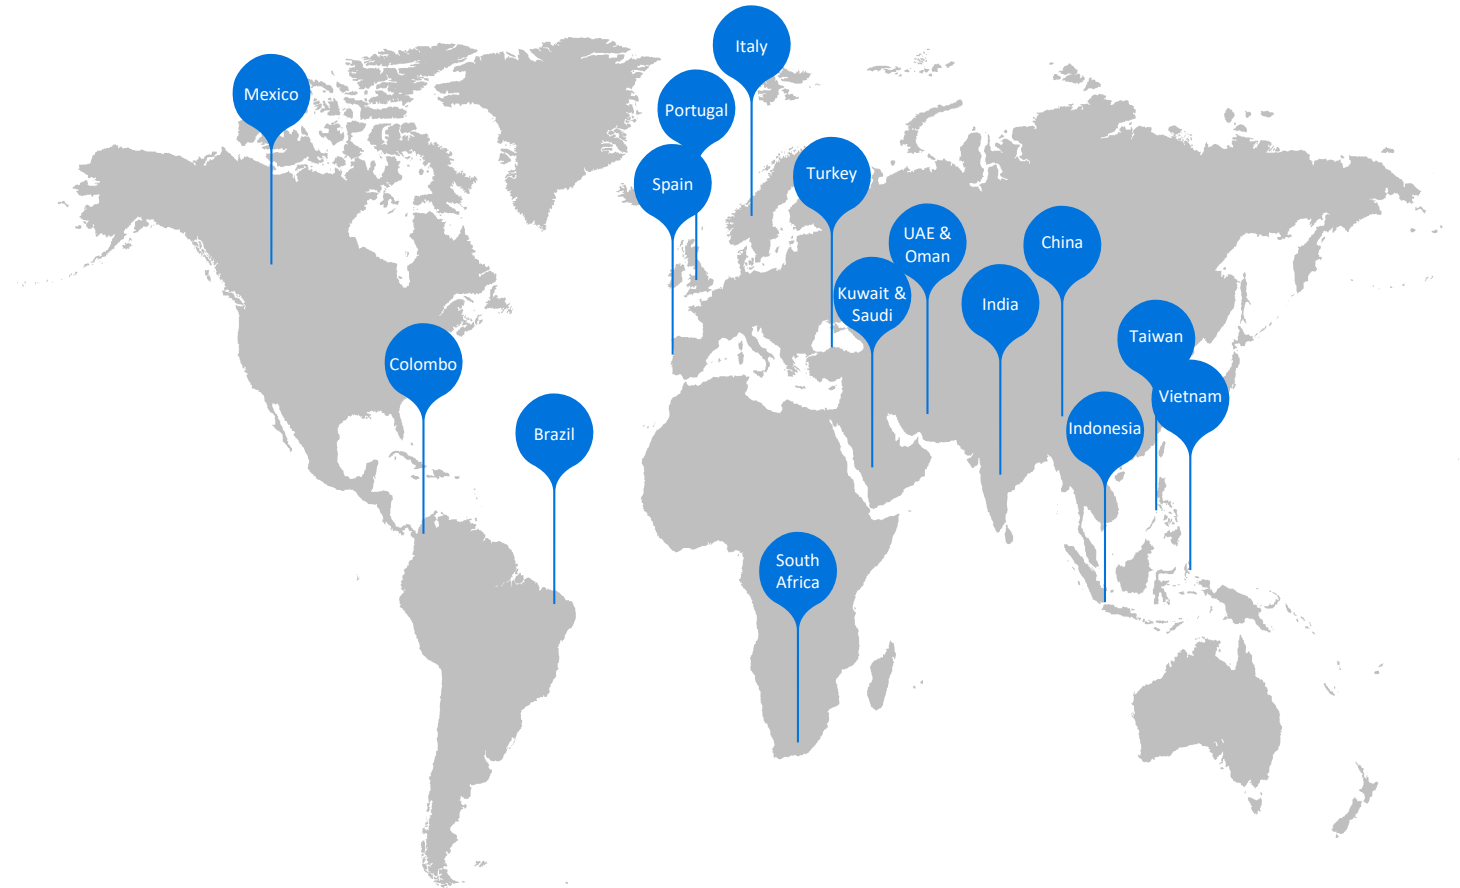 Italy
Mexico
Portugal
Turkey
Spain
UAE &
Oman
China
Kuwait &
Saudi
India
Taiwan
Colombo
Vietnam
Indonesia
Brazil
South
Africa